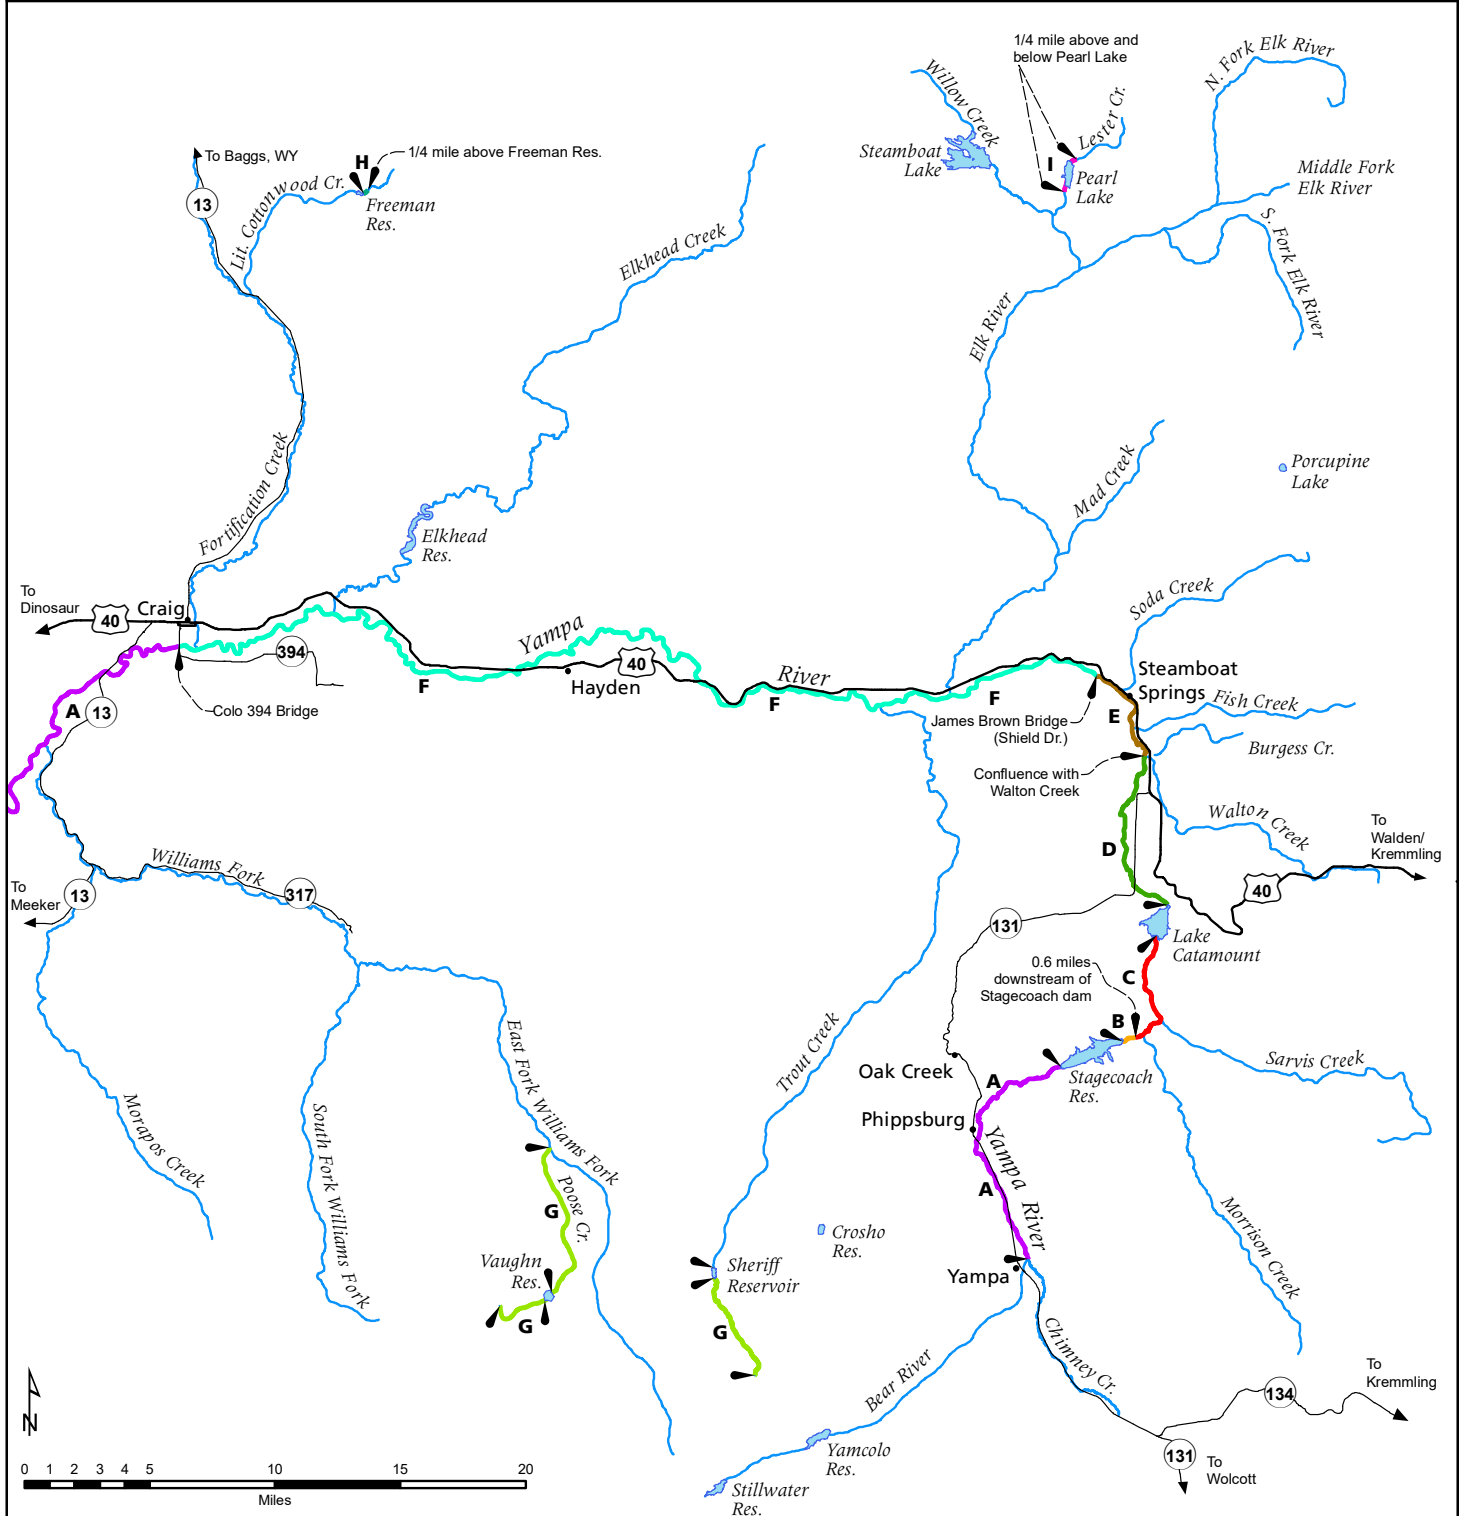 1/4 mile above and
below Pearl Lake
N. Fork Elk River
Willow Creek
Lester Cr.
Steamboat
Lake
I
Pearl
Lake
Middle Fork
Elk River
S. Fork Elk River
To Baggs, WY
13
H
1/4 mile above Freeman Res.
Lit. Cottonwood Cr.
Freeman
Res.
Elkhead Creek
Elk River
Fortification Creek
Elkhead
Res.
Mad Creek
Porcupine
Lake
Soda Creek
To
Dinosaur
40
Craig
394
Yampa
River
40
Hayden
F
F
F
A
13
Colo 394 Bridge
Steamboat
Springs
James Brown Bridge
(Shield Dr.)
E
Fish Creek
Burgess Cr.
Confluence with
Walton Creek
Walton Creek
D
To
Walden/
Kremmling
40
Williams Fork
317
To
Meeker
13
131
Lake
Catamount
0.6 miles
downstream of
Stagecoach dam
C
B
Stagecoach
Res.
Sarvis Creek
Oak Creek
A
Phippsburg
Yampa River
A
Trout Creek
Morapos Creek
South Fork Williams Fork
East Fork Williams Fork
Poose Cr.
G
Vaughn
Res.
G
Sheriff
Reservoir
G
Crosho
Res.
Yampa
Morrison Creek
Chimney Cr.
Bear River
To
Kremmling
134
131
To
Wolcott
Yamcolo
Res.
Stillwater
Res.
N
0 1 2 3 4 5 10 15 20
Miles